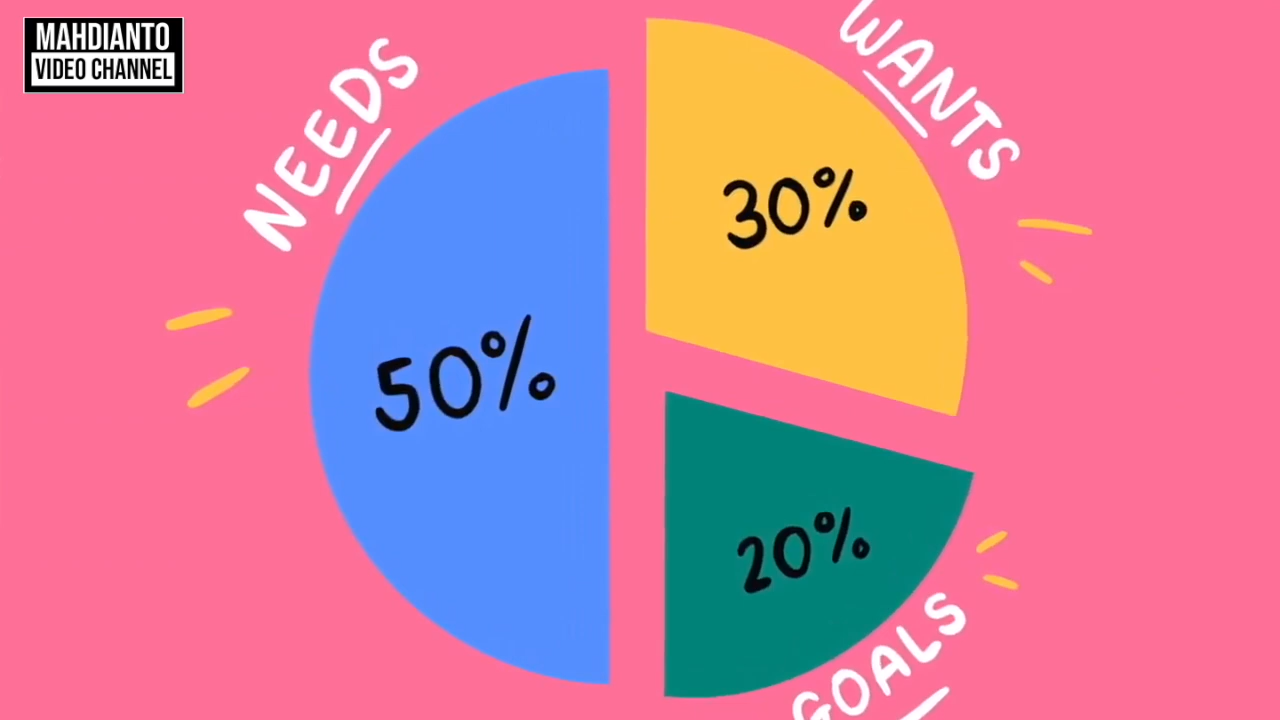 MAHDIANTO
VIDEO CHANNEL
NEEDS
50%
WANTS
30%
20%
GOALS